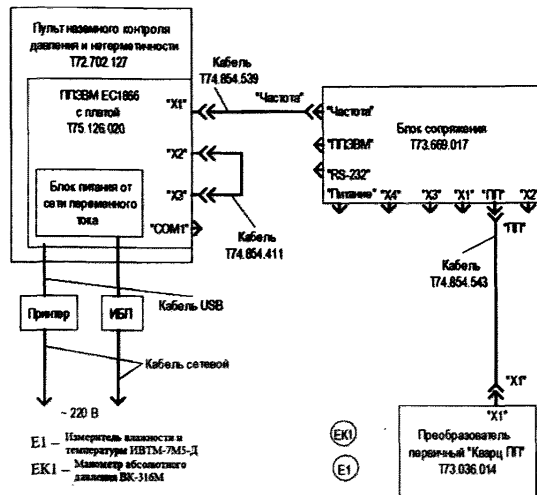 Пульт наземного контроля
давления и негерметичности
Т72.702.127
ППЭВМ ЕС1866
с платой
Т75.126.020
Блок питания от
сети переменного
тока
"Х1"
"Х2"
"Х3"
"СОМ1"
Кабель
Т74.854.539
"Частота"
Кабель
Т74.854.411
"Частота"
"ППЭВМ"
"RS-232"
"Питание"
"Х4"
"Х3"
"Х1"
"ПП"
"Х2"
Блок сопряжения
Т73.669.017
"ПП"
Кабель
Т74.854.543
Принтер
ИБП
Кабель USB
Кабель сетевой
~ 220 В
"Х1"
"Х1"
Преобразователь
первичный "Кварц ПП"
Т73.036.014
ЕК1
Е1
Е1 – Измеритель влажности и
температуры ИВТМ-7М5-Д
ЕК1 – Манометр абсолютного
давления ВК-316М